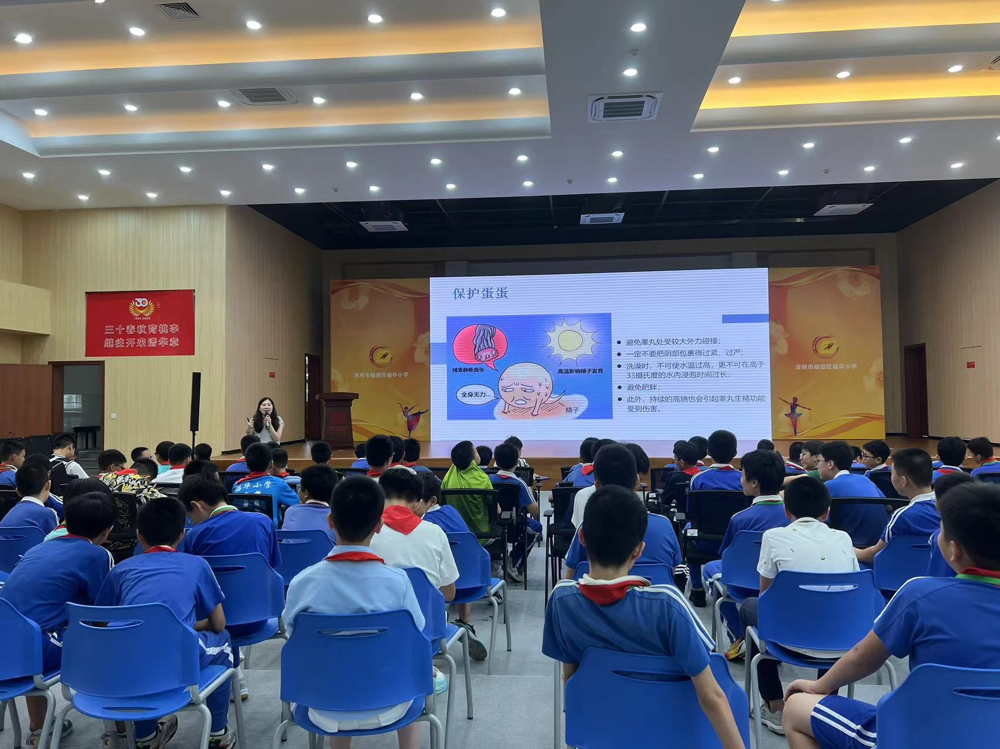 30
1993-2023
三十春秋育桃李
继往开来谱华章
深圳市福田区福华小学
保护蛋蛋
精索静脉曲张
高温影响精子发育
全身无力...
精子
● 避免睾丸处受较大外力碰撞；
● 一定不要把阴部包裹得过紧、过严；
● 洗澡时，不可使水温过高，更不可在高于
33摄氏度的水内浸泡时间过长；
● 避免肥胖；
● 此外，持续的高烧也会引起睾丸生精功能
受到伤害。
深圳市福田区福华小学
福华小学
K